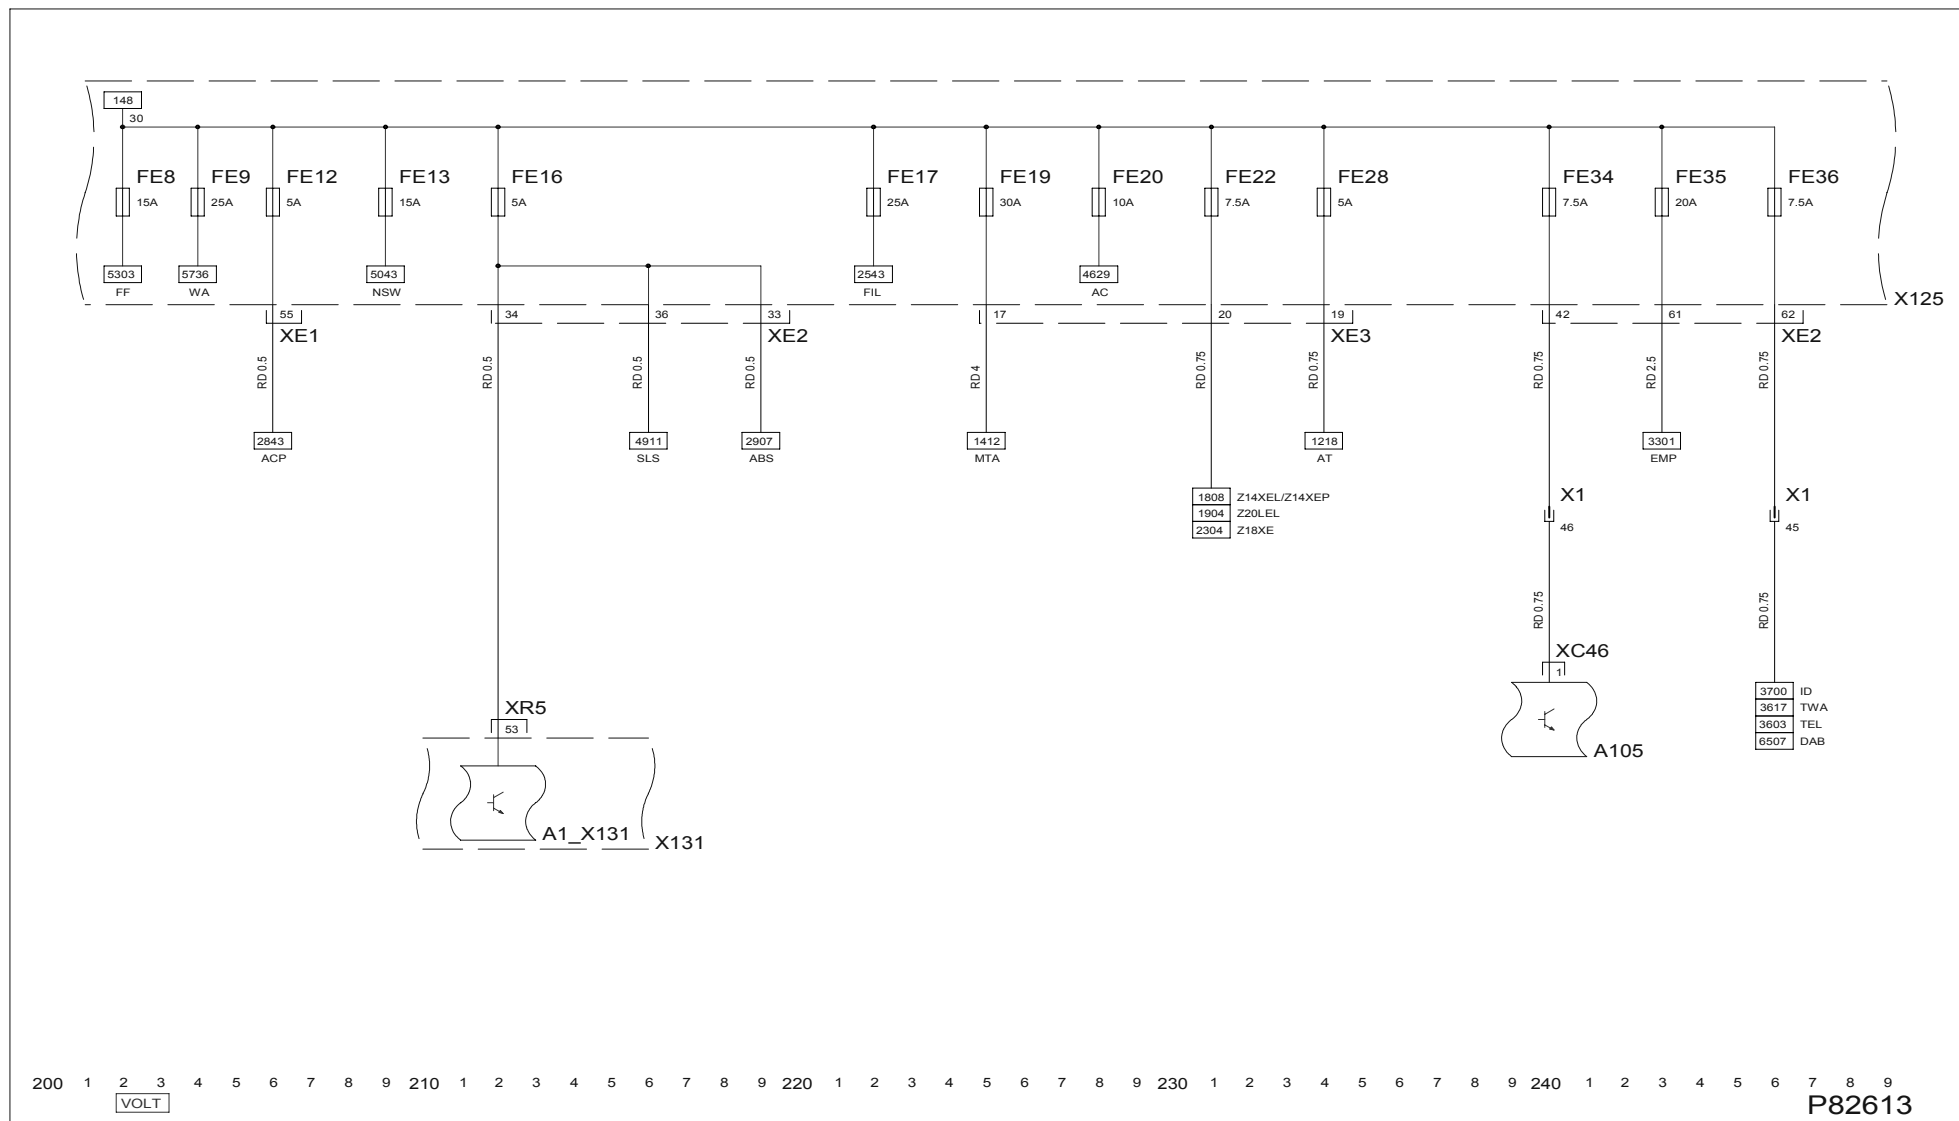 148
30
FE8 FE9 FE12 FE13 FE16 FE17 FE19 FE20 FE22 FE28 FE34 FE35 FE36
15A 25A 5A 15A 5A 25A 30A 10A 7.5A 5A 7.5A 20A 7.5A
5303 5736 5043 2543 4629
FF WA NSW FIL AC
X125
55 34 36 33 17 20 19 42 61 62
XE1 XE2 XE3 XE2
RD 0.5 RD 0.5 RD 0.5 RD 0.5 RD 4 RD 0.75 RD 0.75 RD 0.75 RD 2.5 RD 0.75
2843 4911 2907 1412 1218 3301
ACP SLS ABS MTA AT EMP
1808 Z14XEL/Z14XEP
1904 Z20LEL
2304 Z18XE
X1 X1
46 45
RD 0.75 RD 0.75
XC46
1
3700 ID
3617 TWA
3603 TEL
6507 DAB
A105
XR5
53
A1_X131
X131
200 1 2 3 4 5 6 7 8 9 210 1 2 3 4 5 6 7 8 9 220 1 2 3 4 5 6 7 8 9 230 1 2 3 4 5 6 7 8 9 240 1 2 3 4 5 6 7 8 9
VOLT
P82613